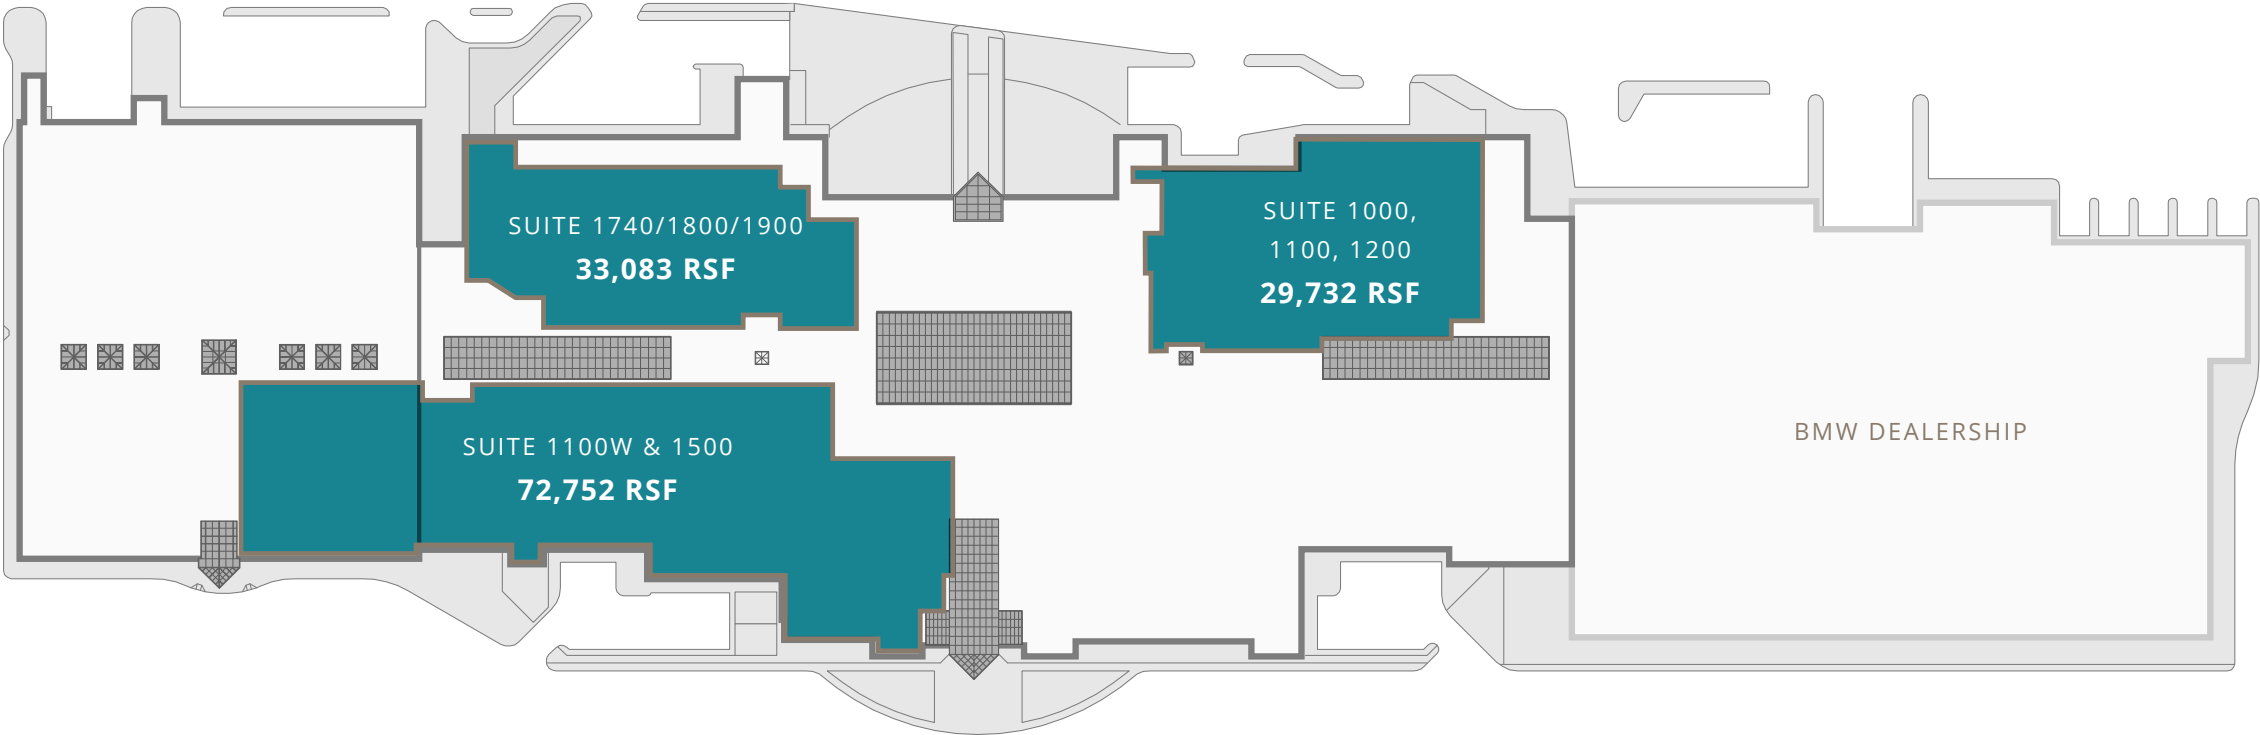 SUITE 1740/1800/1900
33,083 RSF
SUITE 1000,
1100, 1200
29,732 RSF
SUITE 1100W & 1500
72,752 RSF
BMW DEALERSHIP